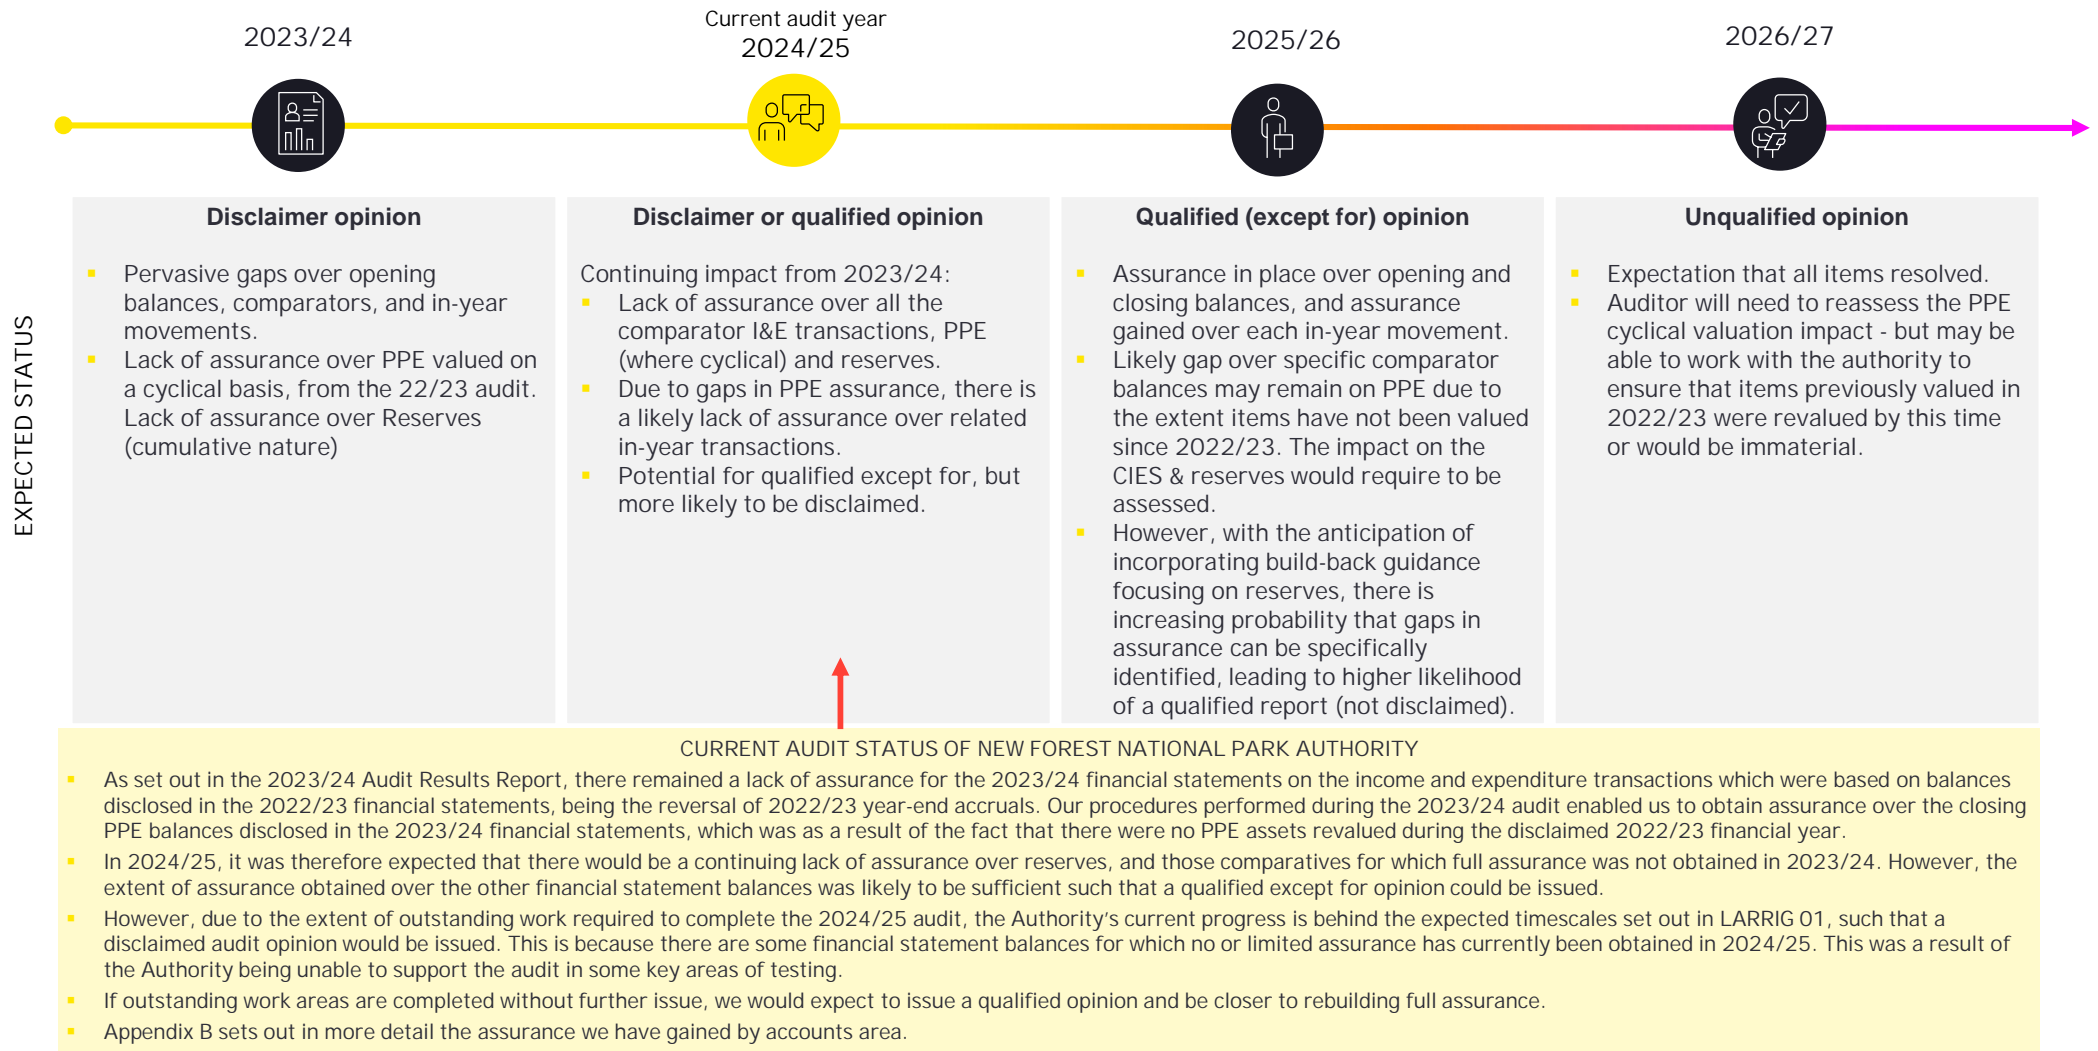 2023/24
Current audit year
2024/25
2025/26
2026/27
EXPECTED STATUS
Disclaimer opinion
▪ Pervasive gaps over opening
balances, comparators, and in-year
movements.
▪ Lack of assurance over PPE valued on
a cyclical basis, from the 22/23 audit.
Lack of assurance over Reserves
(cumulative nature)
Disclaimer or qualified opinion
Continuing impact from 2023/24:
▪ Lack of assurance over all the
comparator I&E transactions, PPE
(where cyclical) and reserves.
▪ Due to gaps in PPE assurance, there is
a likely lack of assurance over related
in-year transactions.
▪ Potential for qualified except for, but
more likely to be disclaimed.
Qualified (except for) opinion
▪ Assurance in place over opening and
closing balances, and assurance
gained over each in-year movement.
▪ Likely gap over specific comparator
balances may remain on PPE due to
the extent items have not been valued
since 2022/23. The impact on the
CIES & reserves would require to be
assessed.
▪ However, with the anticipation of
incorporating build-back guidance
focusing on reserves, there is
increasing probability that gaps in
assurance can be specifically
identified, leading to higher likelihood
of a qualified report (not disclaimed).
Unqualified opinion
▪ Expectation that all items resolved.
▪ Auditor will need to reassess the PPE
cyclical valuation impact - but may be
able to work with the authority to
ensure that items previously valued in
2022/23 were revalued by this time
or would be immaterial.
CURRENT AUDIT STATUS OF NEW FOREST NATIONAL PARK AUTHORITY
▪ As set out in the 2023/24 Audit Results Report, there remained a lack of assurance for the 2023/24 financial statements on the income and expenditure transactions which were based on balances
disclosed in the 2022/23 financial statements, being the reversal of 2022/23 year-end accruals. Our procedures performed during the 2023/24 audit enabled us to obtain assurance over the closing
PPE balances disclosed in the 2023/24 financial statements, which was as a result of the fact that there were no PPE assets revalued during the disclaimed 2022/23 financial year.
▪ In 2024/25, it was therefore expected that there would be a continuing lack of assurance over reserves, and those comparatives for which full assurance was not obtained in 2023/24. However, the
extent of assurance obtained over the other financial statement balances was likely to be sufficient such that a qualified except for opinion could be issued.
▪ However, due to the extent of outstanding work required to complete the 2024/25 audit, the Authority's current progress is behind the expected timescales set out in LARRIG 01, such that a
disclaimed audit opinion would be issued. This is because there are some financial statement balances for which no or limited assurance has currently been obtained in 2024/25. This was a result of
the Authority being unable to support the audit in some key areas of testing.
▪ If outstanding work areas are completed without further issue, we would expect to issue a qualified opinion and be closer to rebuilding full assurance.
▪ Appendix B sets out in more detail the assurance we have gained by accounts area.